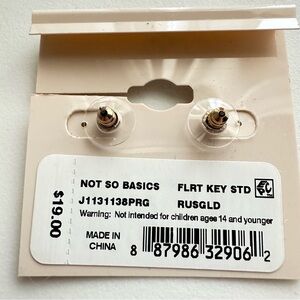 NOT SO BASICS FLRT KEY STD
J1131138PRG RUSGLD
Warning: Not intended for children ages 14 and younger
$19.00
MADE IN
CHINA
8 87986 32906 2